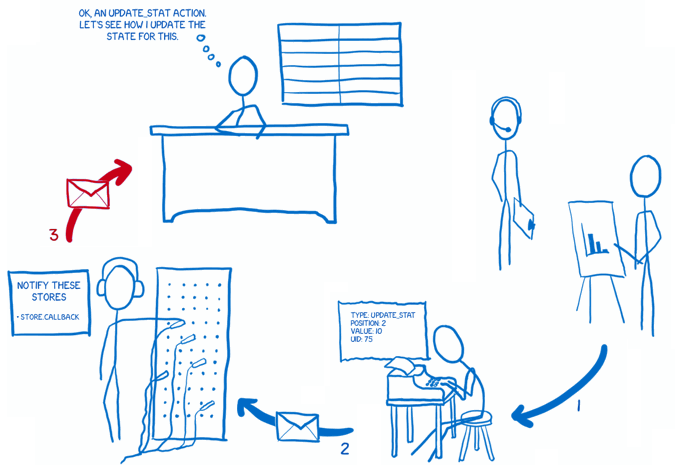 OK, AN UPDATE_STAT ACTION.
LET'S SEE HOW I UPDATE THE
STATE FOR THIS.
3
NOTIFY THESE
STORES
• STORE.CALLBACK
TYPE: UPDATE_STAT
POSITION: 2
VALUE: 10
UID: 75
1
2